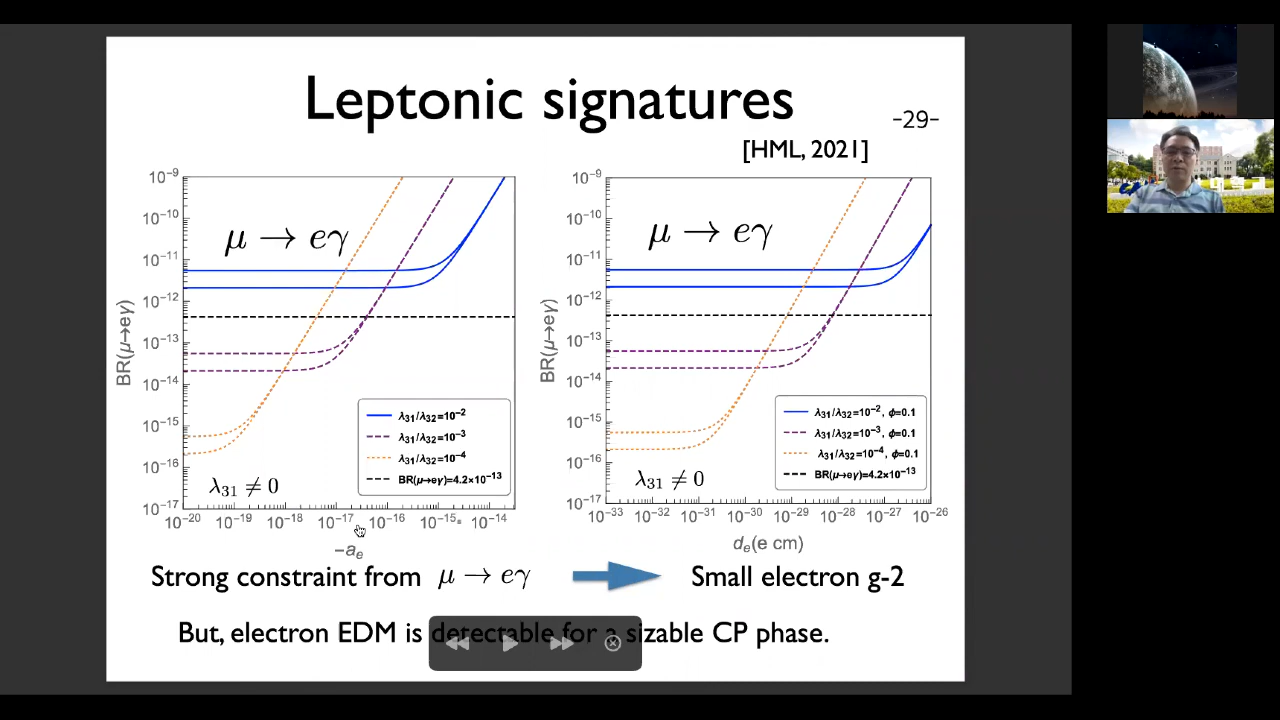 Leptonic signatures
-29-
[HML, 2021]
10⁻⁹
10⁻¹⁰
10⁻¹¹
10⁻¹²
10⁻¹³
10⁻¹⁴
10⁻¹⁵
10⁻¹⁶
10⁻¹⁷
BR(μ→eγ)
μ → eγ
λ₃₁/λ₃₂=10⁻²
λ₃₁/λ₃₂=10⁻³
λ₃₁/λ₃₂=10⁻⁴
BR(μ→eγ)=4.2×10⁻¹³
λ₃₁ ≠ 0
10⁻²⁰ 10⁻¹⁹ 10⁻¹⁸ 10⁻¹⁷ 10⁻¹⁶ 10⁻¹⁵ 10⁻¹⁴
-aₑ
10⁻⁹
10⁻¹⁰
10⁻¹¹
10⁻¹²
10⁻¹³
10⁻¹⁴
10⁻¹⁵
10⁻¹⁶
10⁻¹⁷
BR(μ→eγ)
μ → eγ
λ₃₁/λ₃₂=10⁻², ϕ=0.1
λ₃₁/λ₃₂=10⁻³, ϕ=0.1
λ₃₁/λ₃₂=10⁻⁴, ϕ=0.1
BR(μ→eγ)=4.2×10⁻¹³
λ₃₁ ≠ 0
10⁻³³ 10⁻³² 10⁻³¹ 10⁻³⁰ 10⁻²⁹ 10⁻²⁸ 10⁻²⁷ 10⁻²⁶
dₑ(e cm)
Strong constraint from μ → eγ Small electron g-2
But, electron EDM is detectable for a sizable CP phase.